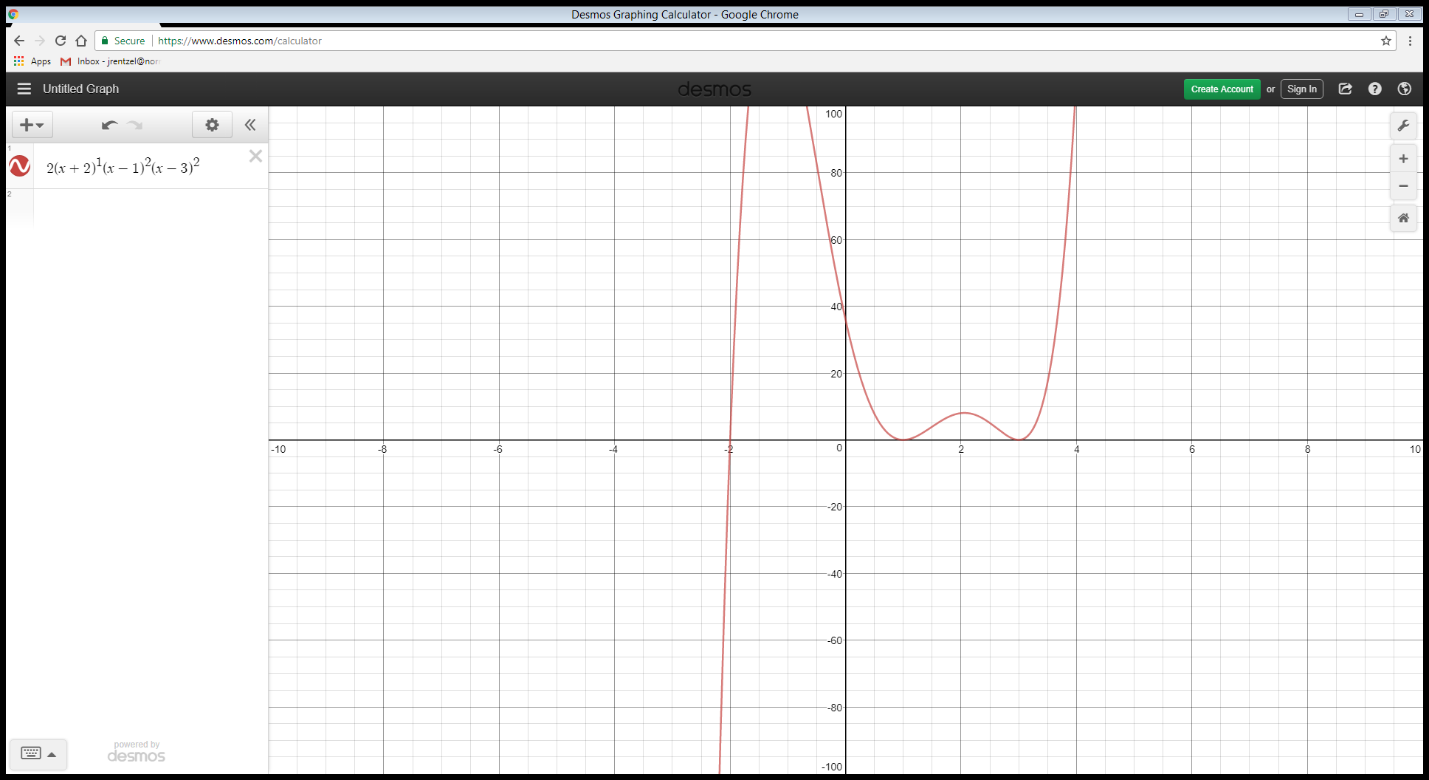 Desmos Graphing Calculator - Google Chrome
Secure | https://www.desmos.com/calculator
Apps Inbox - jrentzel@nor
Untitled Graph desmos Create Account or Sign In
1
2(x + 2)¹(x − 1)²(x − 3)²
2
100
80
60
40
20
-10 -8 -6 -4 -2 0 2 4 6 8 10
-20
-40
-60
-80
-100
powered by
desmos